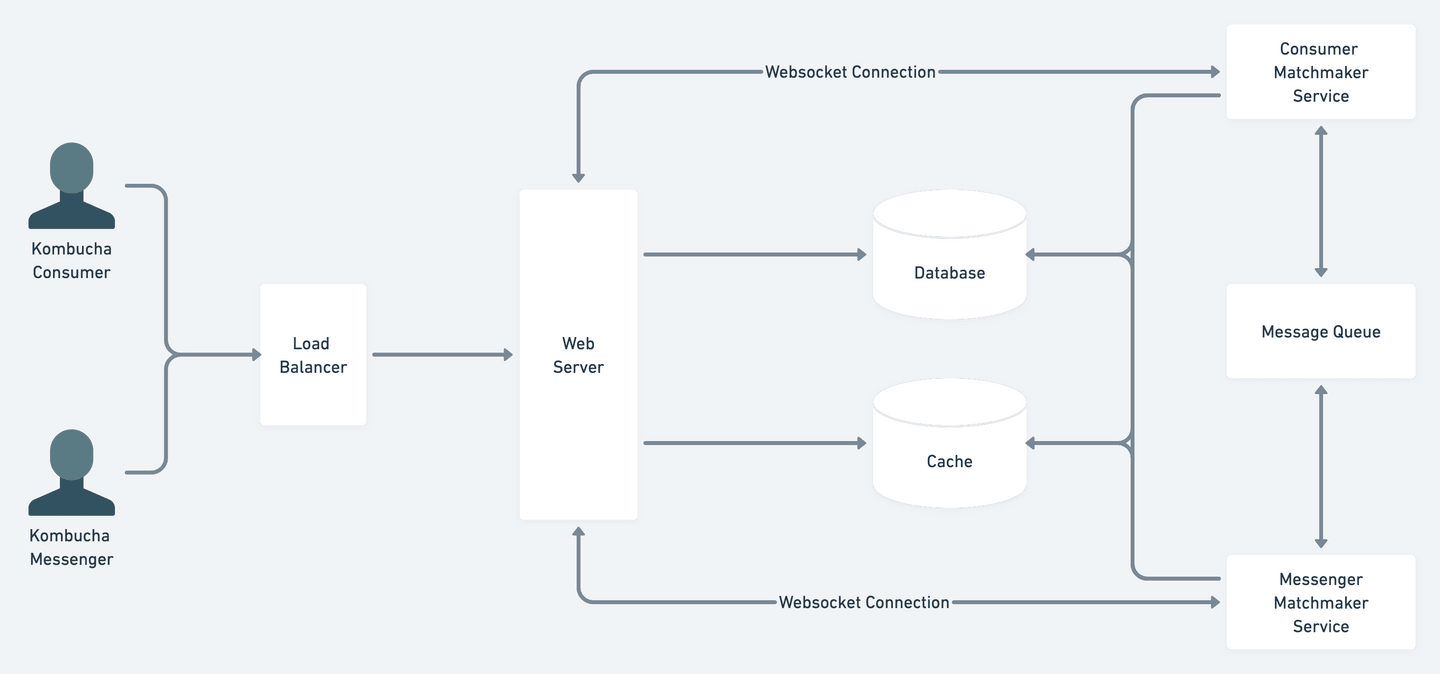 Websocket Connection
Consumer
Matchmaker
Service
Kombucha
Consumer
Load
Balancer
Web
Server
Database
Message Queue
Cache
Kombucha
Messenger
Websocket Connection
Messenger
Matchmaker
Service